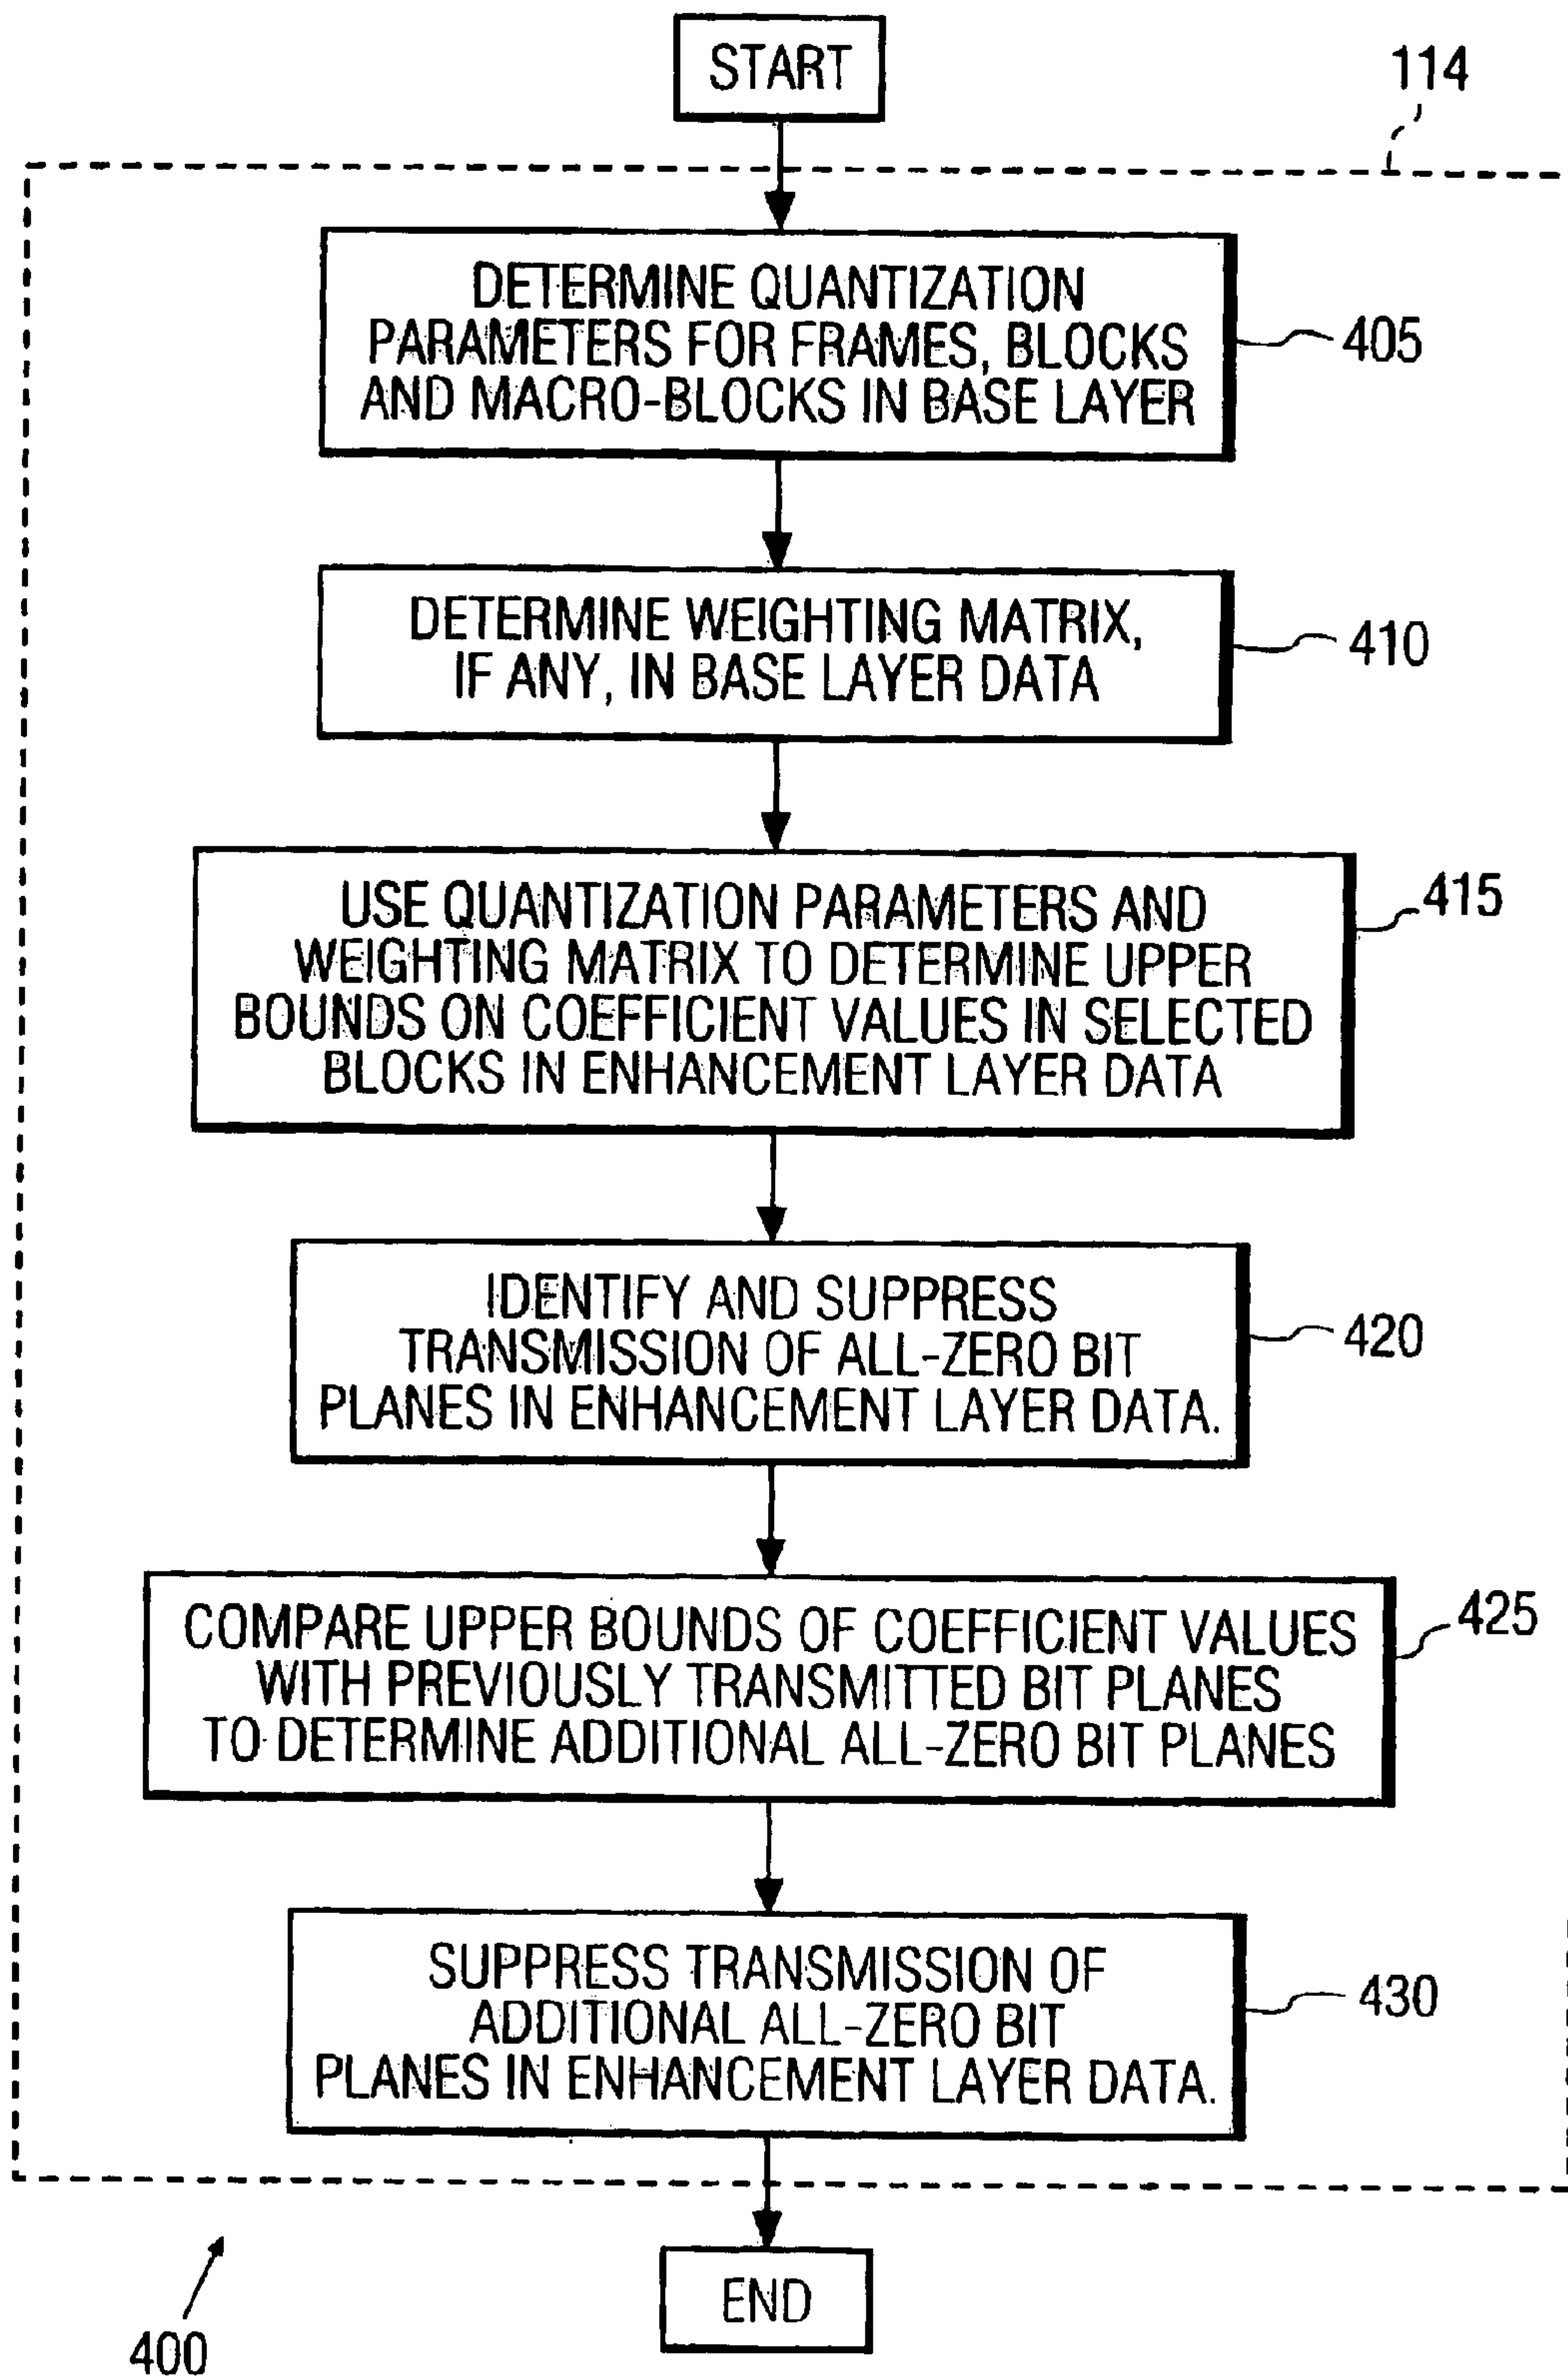 START
114
DETERMINE QUANTIZATION
PARAMETERS FOR FRAMES, BLOCKS
AND MACRO-BLOCKS IN BASE LAYER
405
DETERMINE WEIGHTING MATRIX,
IF ANY, IN BASE LAYER DATA
410
USE QUANTIZATION PARAMETERS AND
WEIGHTING MATRIX TO DETERMINE UPPER
BOUNDS ON COEFFICIENT VALUES IN SELECTED
BLOCKS IN ENHANCEMENT LAYER DATA
415
IDENTIFY AND SUPPRESS
TRANSMISSION OF ALL-ZERO BIT
PLANES IN ENHANCEMENT LAYER DATA.
420
COMPARE UPPER BOUNDS OF COEFFICIENT VALUES
WITH PREVIOUSLY TRANSMITTED BIT PLANES
TO DETERMINE ADDITIONAL ALL-ZERO BIT PLANES
425
SUPPRESS TRANSMISSION OF
ADDITIONAL ALL-ZERO BIT
PLANES IN ENHANCEMENT LAYER DATA.
430
END
400